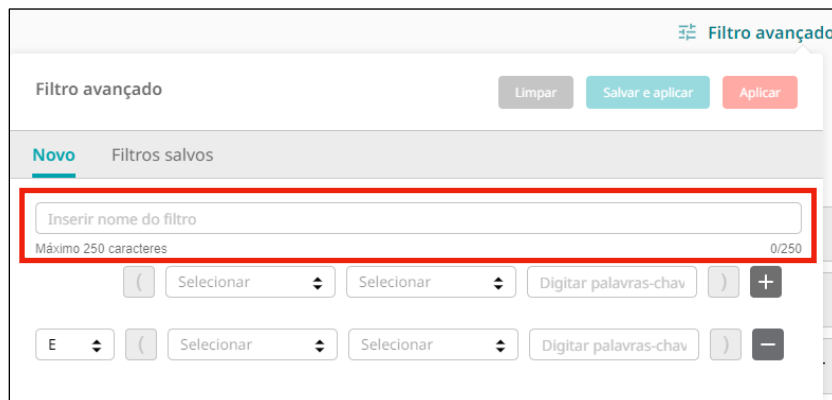 Filtro avançado
Filtro avançado Limpar Salvar e aplicar Aplicar
Novo Filtros salvos
Inserir nome do filtro
Máximo 250 caracteres 0/250
( Selecionar Selecionar Digitar palavras-chav ) +
E ( Selecionar Selecionar Digitar palavras-chav ) −